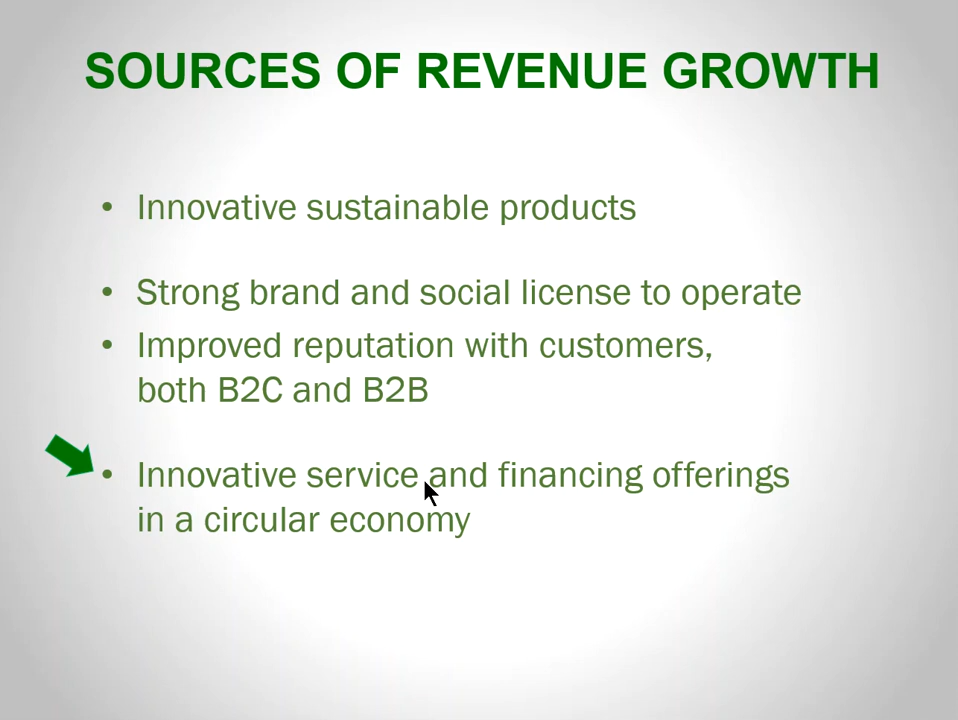 SOURCES OF REVENUE GROWTH
• Innovative sustainable products
• Strong brand and social license to operate
• Improved reputation with customers,
both B2C and B2B
• Innovative service and financing offerings
in a circular economy